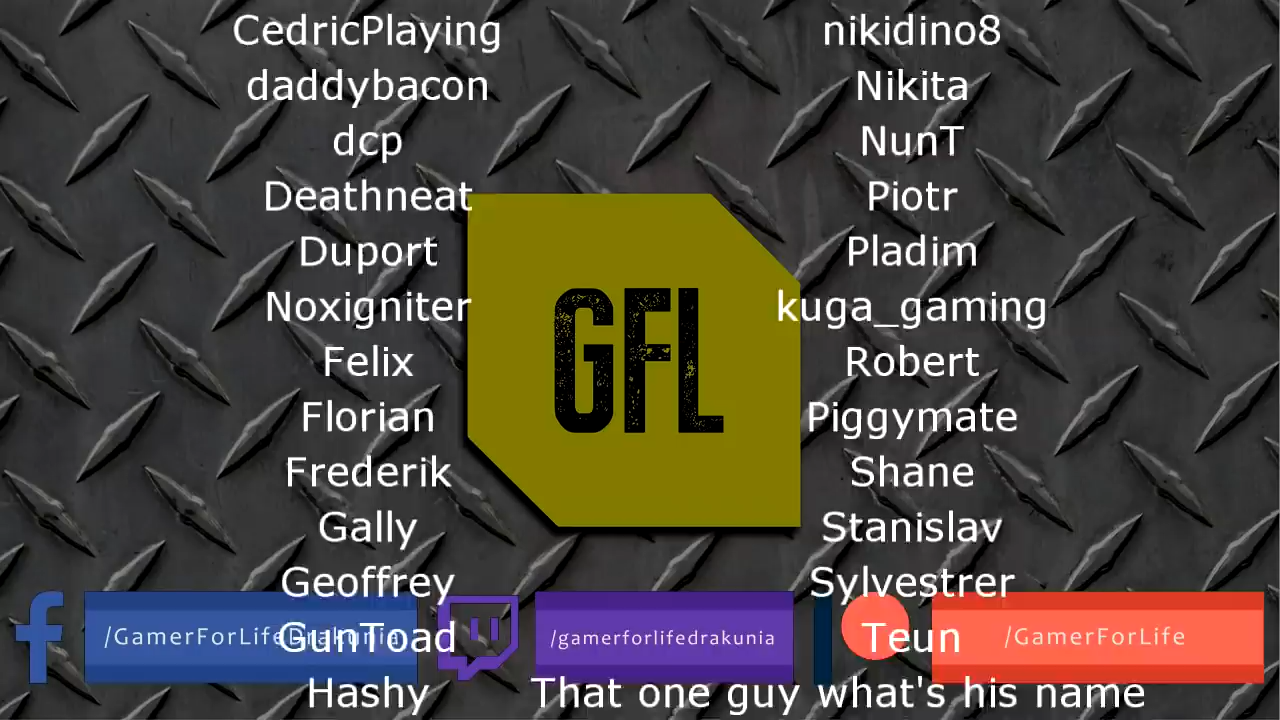 CedricPlaying
daddybacon
dcp
Deathneat
Duport
Noxigniter
Felix
Florian
Frederik
Gally
Geoffrey
GunToad
Hashy
nikidino8
Nikita
NunT
Piotr
Pladim
kuga_gaming
Robert
Piggymate
Shane
Stanislav
Sylvestrer
Teun
That one guy what's his name
GFL
/GamerForLifeDrakunia
/gamerforlifedrakunia
/GamerForLife